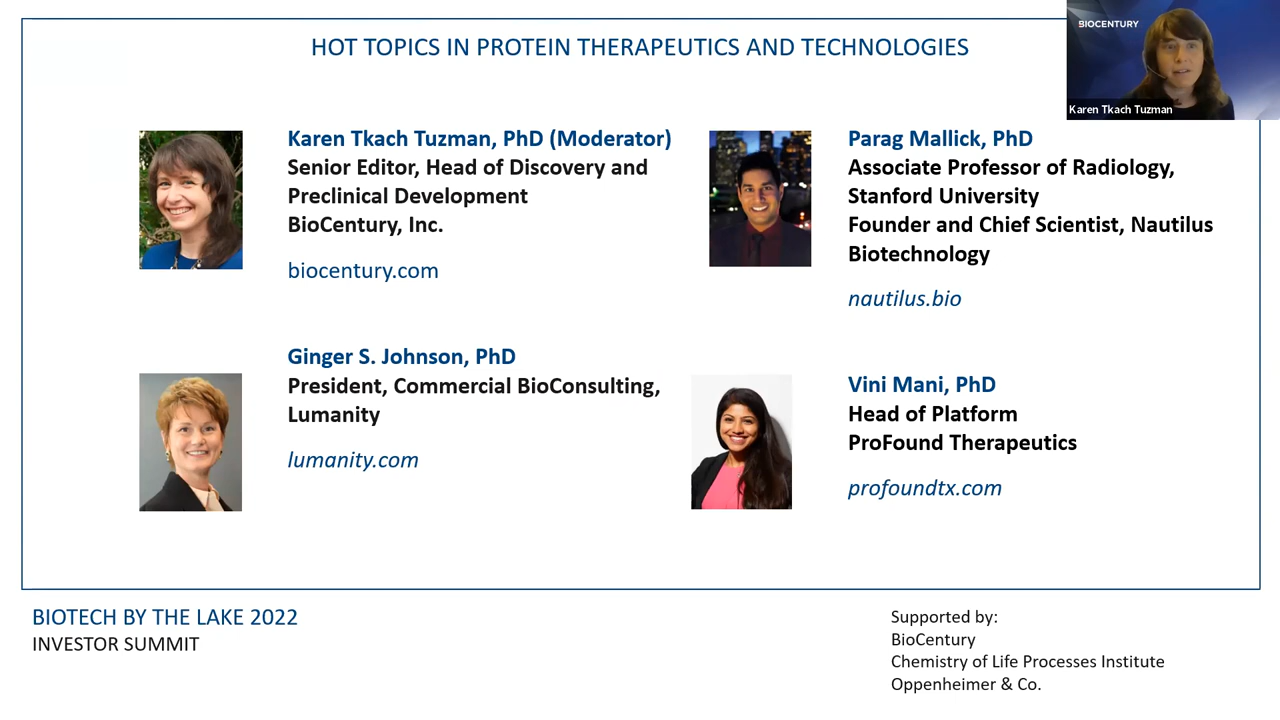 HOT TOPICS IN PROTEIN THERAPEUTICS AND TECHNOLOGIES
BIOCENTURY
Karen Tkach Tuzman
Karen Tkach Tuzman, PhD (Moderator)
Senior Editor, Head of Discovery and
Preclinical Development
BioCentury, Inc.
biocentury.com
Parag Mallick, PhD
Associate Professor of Radiology,
Stanford University
Founder and Chief Scientist, Nautilus
Biotechnology
nautilus.bio
Ginger S. Johnson, PhD
President, Commercial BioConsulting,
Lumanity
lumanity.com
Vini Mani, PhD
Head of Platform
ProFound Therapeutics
profoundtx.com
BIOTECH BY THE LAKE 2022
INVESTOR SUMMIT
Supported by:
BioCentury
Chemistry of Life Processes Institute
Oppenheimer & Co.